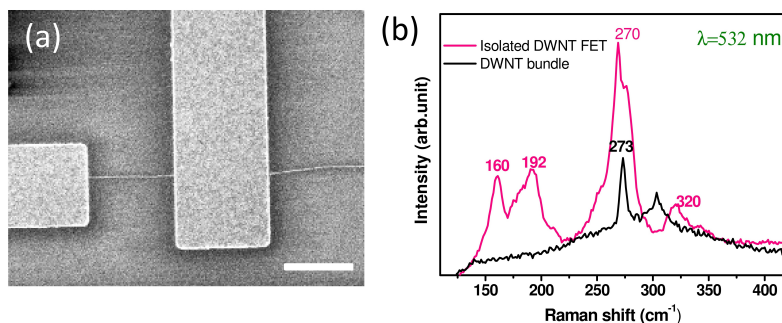 (a)
(b)
Isolated DWNT FET
DWNT bundle
270
λ=532 nm
273
160
192
320
Intensity (arb.unit)
150
200
250
300
350
400
Raman shift (cm⁻¹)